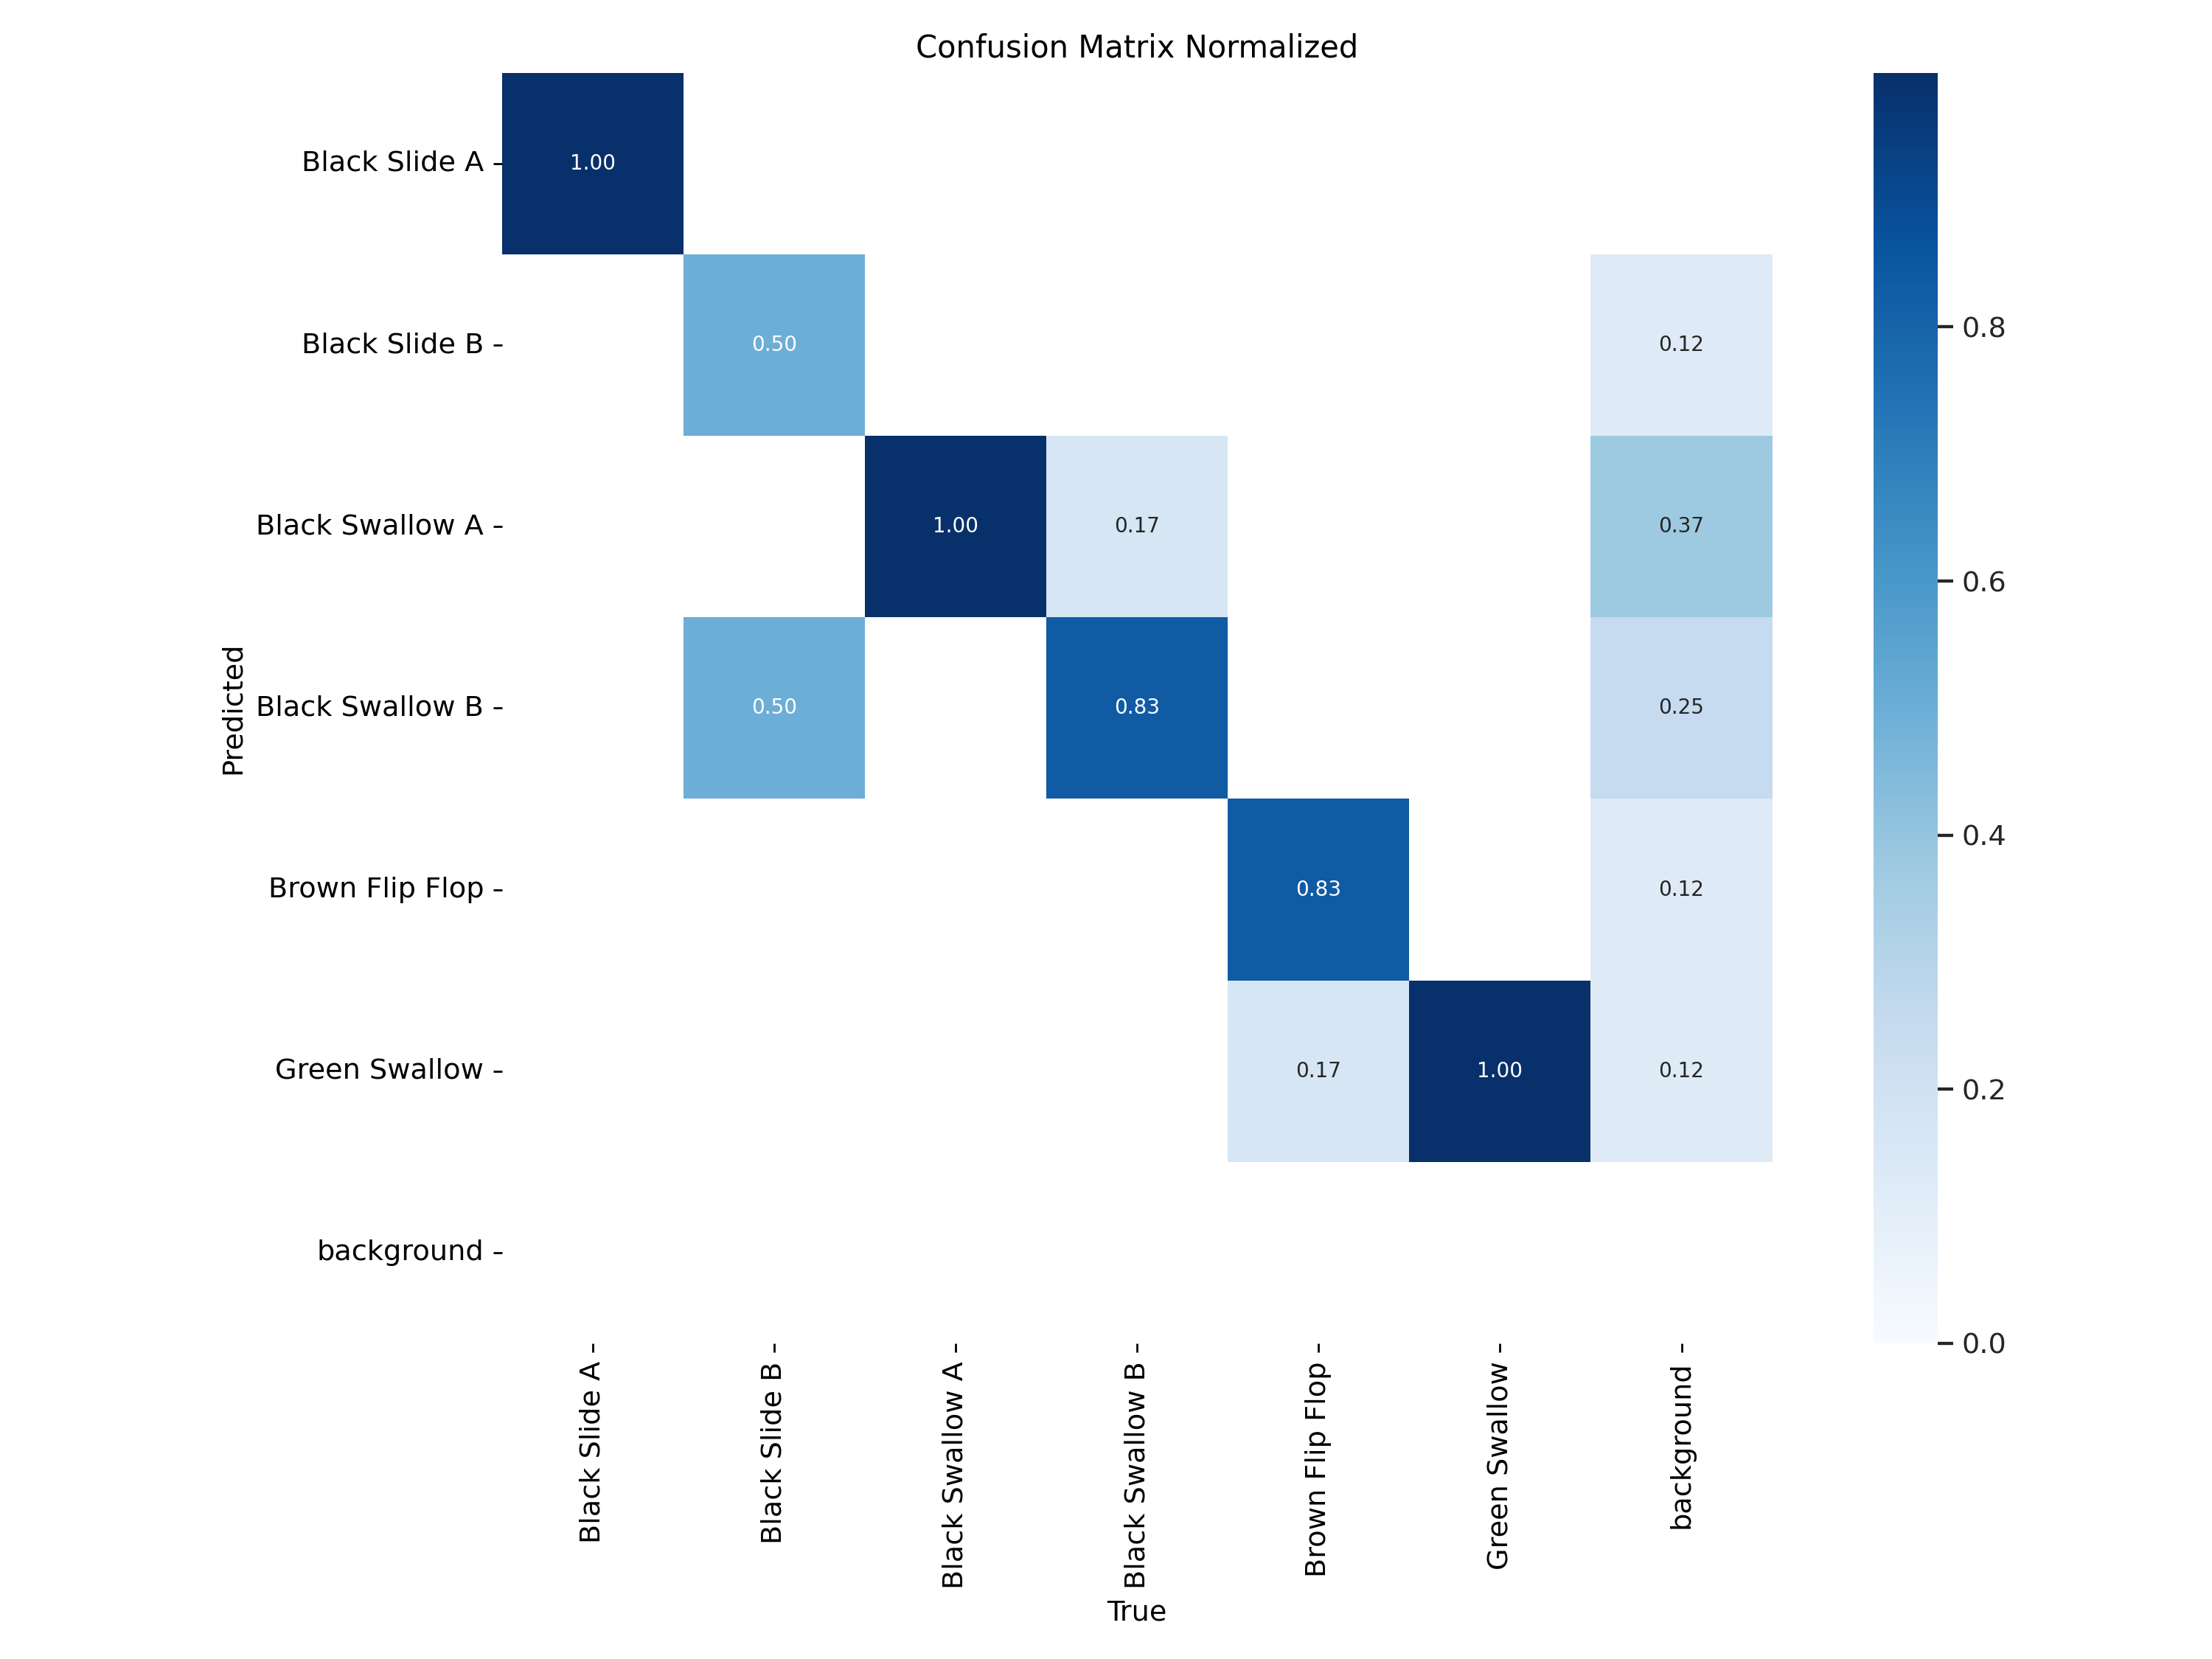 Confusion Matrix Normalized
Predicted
Black Slide A
1.00
Black Slide B
0.50
0.12
Black Swallow A
1.00
0.17
0.37
Black Swallow B
0.50
0.83
0.25
Brown Flip Flop
0.83
0.12
Green Swallow
0.17
1.00
0.12
background
Black Slide A
Black Slide B
Black Swallow A
Black Swallow B
Brown Flip Flop
Green Swallow
background
True
0.8
0.6
0.4
0.2
0.0